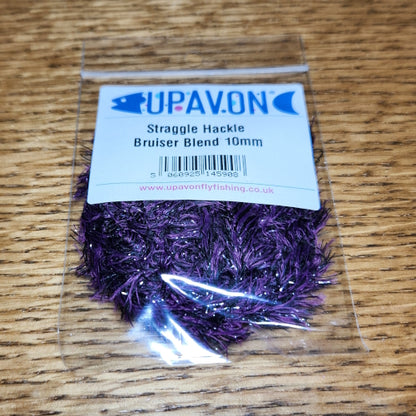 UPAVON
Straggle Hackle
Bruiser Blend 10mm
5 060925 145908
www.upavonflyfishing.co.uk